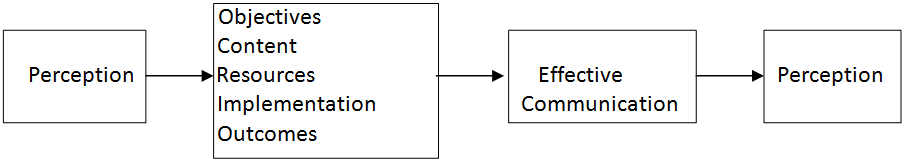 Perception
Objectives
Content
Resources
Implementation
Outcomes
Effective
Communication
Perception